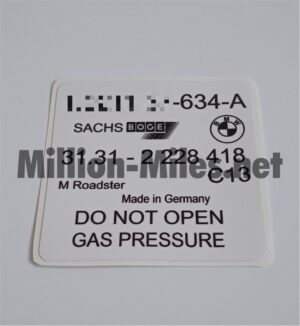 -634-A
SACHS BOGE BMW
31.31 - 2 228 418
C13
Million-Miles.net
M Roadster
Made in Germany
DO NOT OPEN
GAS PRESSURE